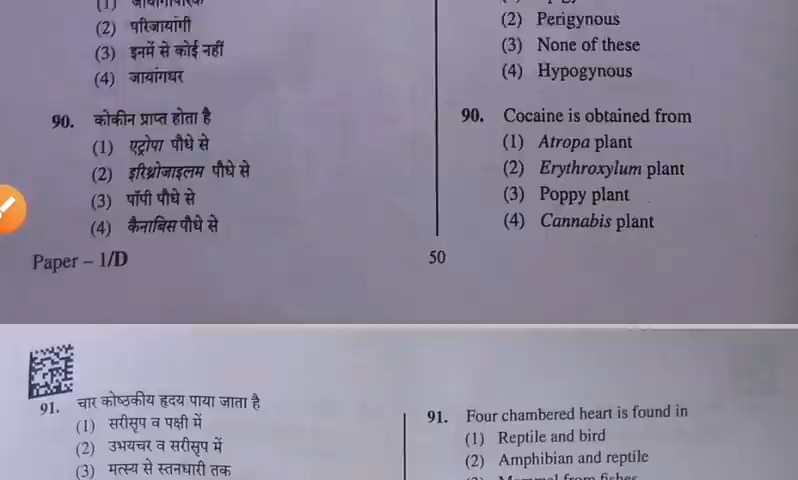 (2) परिजायांगी
(3) इनमें से कोई नहीं
(4) जायांगधर
90. कोकीन प्राप्त होता है
(1) एट्रोपा पौधे से
(2) इरिथ्रोजाइलम पौधे से
(3) पॉपी पौधे से
(4) कैनाबिस पौधे से
Paper – 1/D
(2) Perigynous
(3) None of these
(4) Hypogynous
90. Cocaine is obtained from
(1) Atropa plant
(2) Erythroxylum plant
(3) Poppy plant
(4) Cannabis plant
50
91. चार कोष्ठकीय हृदय पाया जाता है
(1) सरीसृप व पक्षी में
(2) उभयचर व सरीसृप में
(3) मत्स्य से स्तनधारी तक
91. Four chambered heart is found in
(1) Reptile and bird
(2) Amphibian and reptile
Mammal from fishes